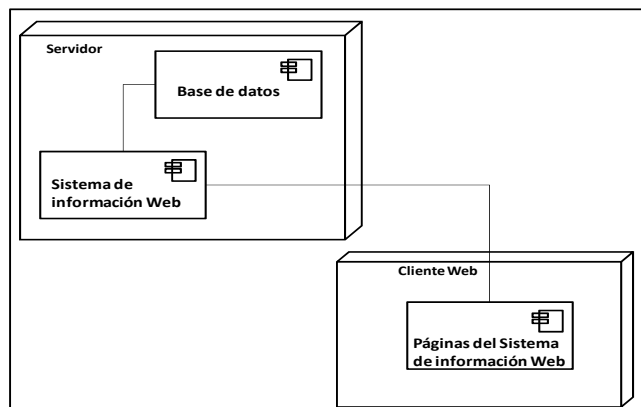 Servidor
Base de datos
Sistema de
información Web
Cliente Web
Páginas del Sistema
de información Web